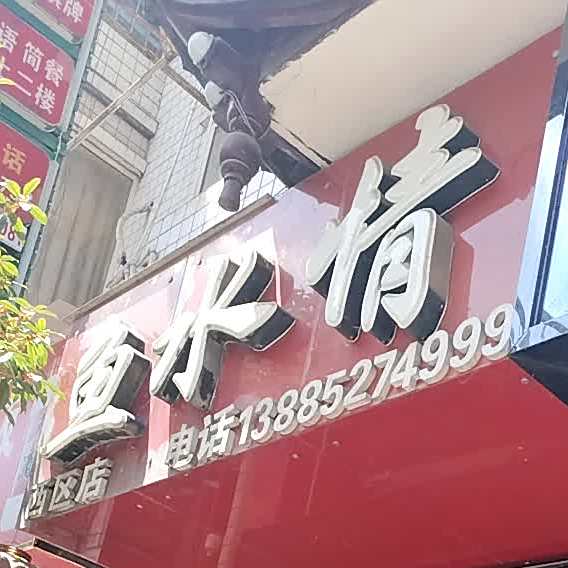 语简餐
十二楼
话
鱼水情
西区店
电话13885274999